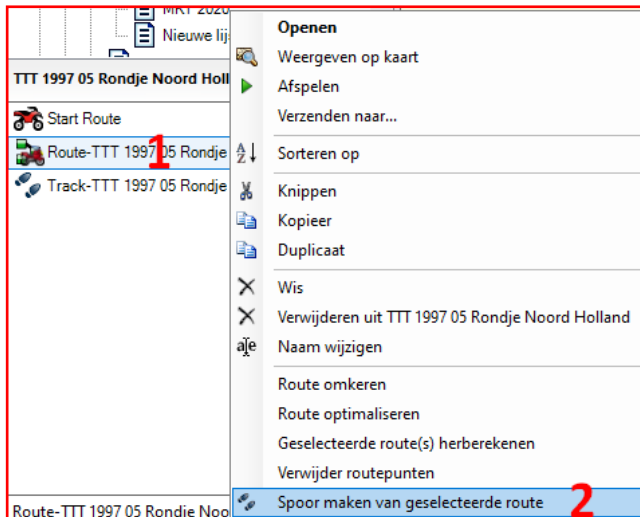 MRT 2020
Nieuwe lij
TTT 1997 05 Rondje Noord Holl
Start Route
Route-TTT 1997 05 Rondje
1
Track-TTT 1997 05 Rondje
Route-TTT 1997 05 Rondje Noo
Openen
Weergeven op kaart
Afspelen
Verzenden naar...
Sorteren op
Knippen
Kopieer
Duplicaat
Wis
Verwijderen uit TTT 1997 05 Rondje Noord Holland
Naam wijzigen
Route omkeren
Route optimaliseren
Geselecteerde route(s) herberekenen
Verwijder routepunten
Spoor maken van geselecteerde route
2